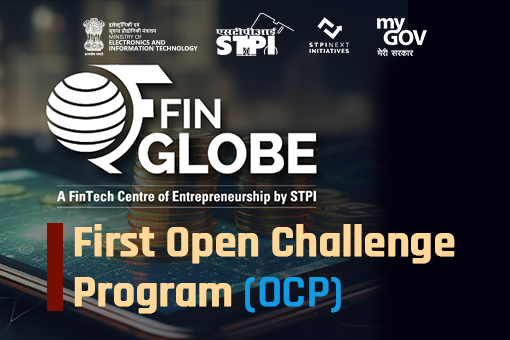 इलेक्ट्रॉनिकी एवं
सूचना प्रौद्योगिकी मंत्रालय
MINISTRY OF
ELECTRONICS AND
INFORMATION TECHNOLOGY
एसटीपीआई
STPI
STPINEXT
INITIATIVES
my
GOV
मेरी सरकार
FIN
GLOBE
A FinTech Centre of Entrepreneurship by STPI
First Open Challenge
Program (OCP)